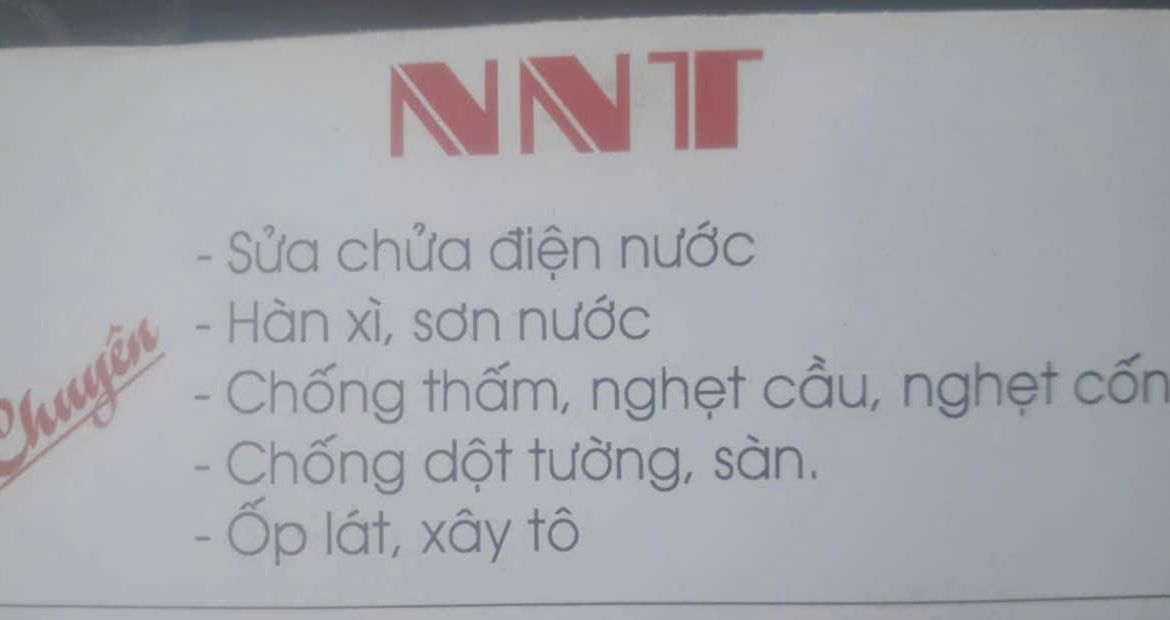 NNT
Chuyên
- Sửa chửa điện nước
- Hàn xì, sơn nước
- Chống thấm, nghẹt cầu, nghẹt cốn
- Chống dột tường, sàn.
- Ốp lát, xây tô